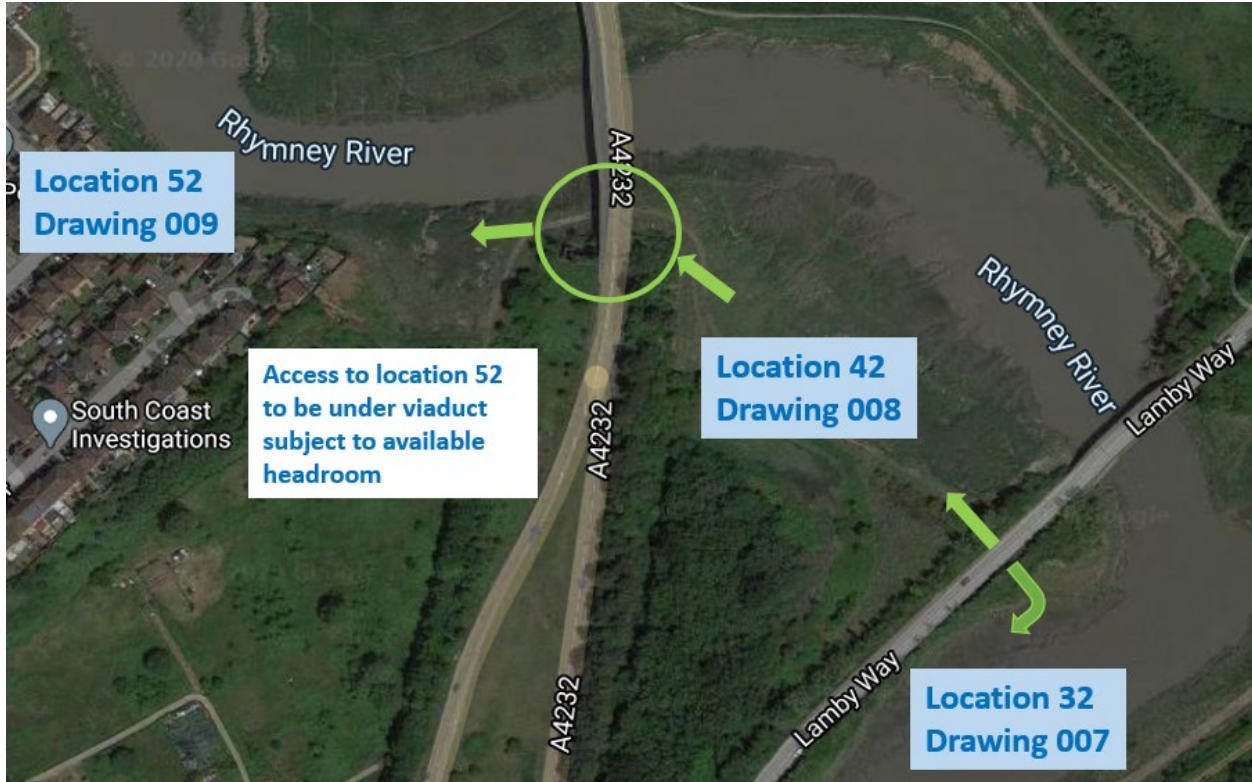 © 2020 Google
Rhymney River
A4232
Location 52
Drawing 009
Rhymney River
Access to location 52
to be under viaduct
subject to available
headroom
Location 42
Drawing 008
South Coast
Investigations
A4232
Lamby Way
Location 32
Drawing 007
Lamby Way
A4232